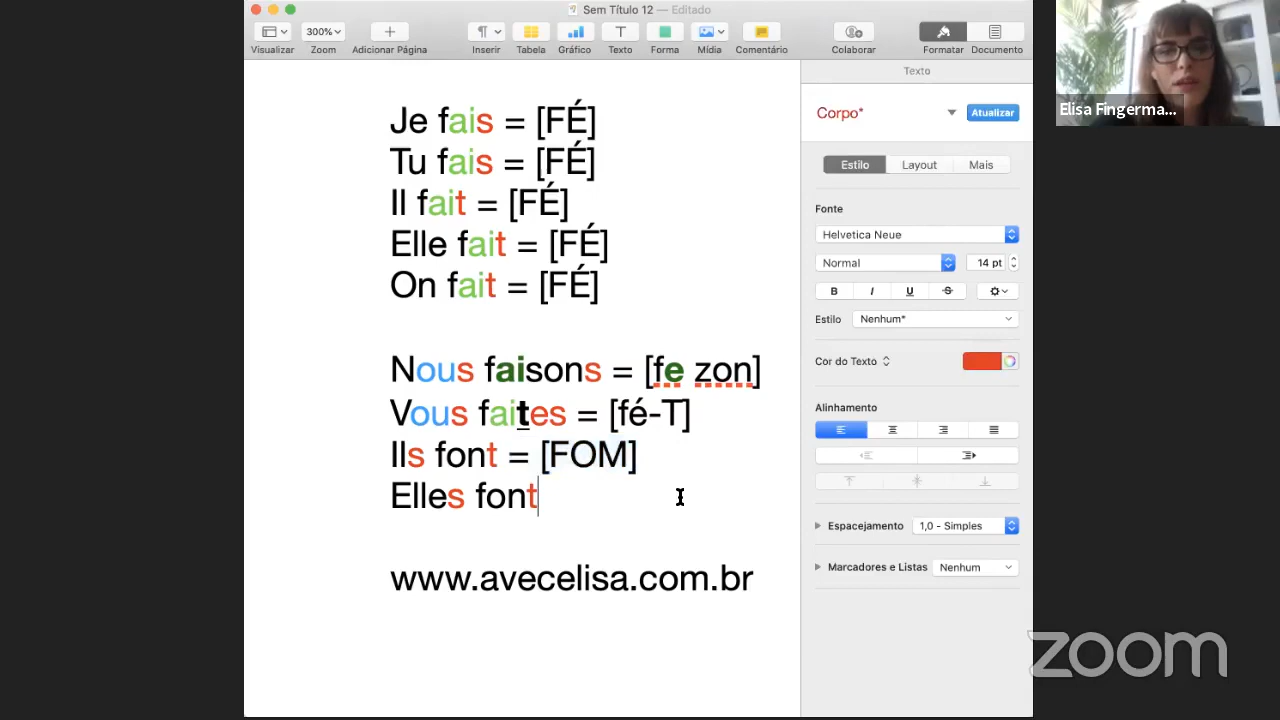 Sem Título 12 — Editado
300%
Visualizar
Zoom
Adicionar Página
Inserir
Tabela
Gráfico
Texto
Forma
Mídia
Comentário
Colaborar
Formatar
Documento
Je fais = [FÉ]
Tu fais = [FÉ]
Il fait = [FÉ]
Elle fait = [FÉ]
On fait = [FÉ]
Nous faisons = [fe zon]
Vous faites = [fé-T]
Ils font = [FOM]
Elles font
www.avecelisa.com.br
Texto
Corpo*
Atualizar
Estilo
Layout
Mais
Fonte
Helvetica Neue
Normal
14 pt
B I U S
Estilo
Nenhum*
Cor do Texto
Alinhamento
Espaçejamento
1,0 - Simples
Marcadores e Listas
Nenhum
Elisa Fingerma...
zoom